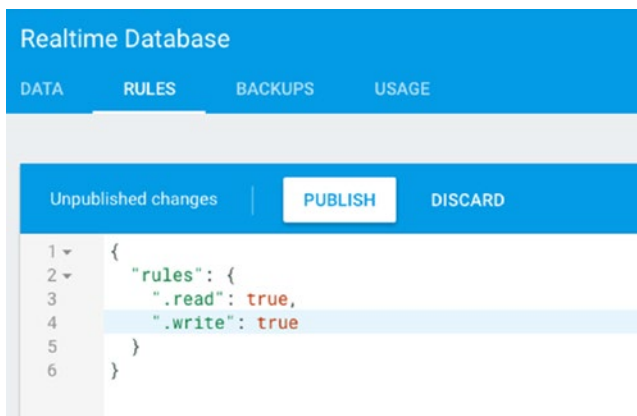 Realtime Database
DATA RULES BACKUPS USAGE
Unpublished changes PUBLISH DISCARD
1 {
2 "rules": {
3 ".read": true,
4 ".write": true
5 }
6 }